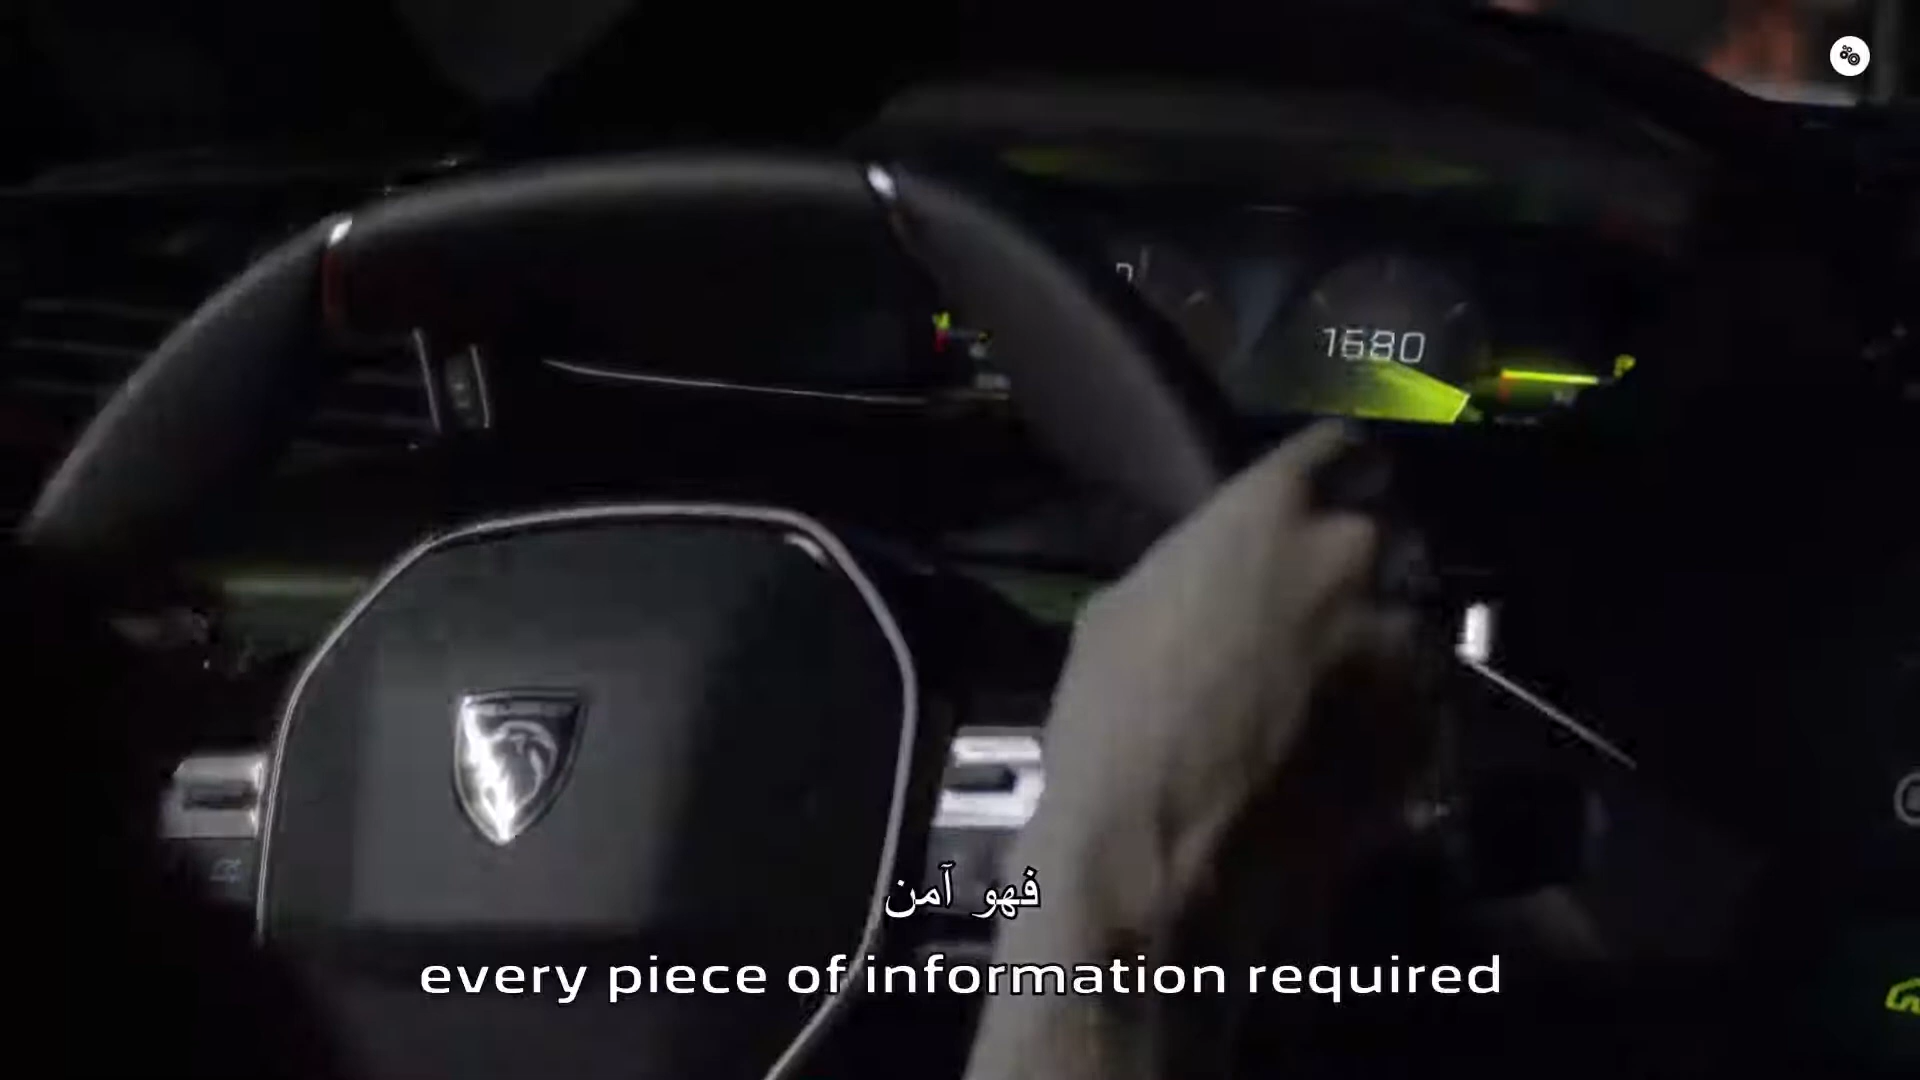 1680
فهو آمن
every piece of information required